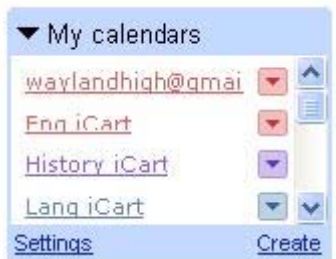 My calendars
waylandhigh@gmai
Eng iCart
History iCart
Lang iCart
Settings Create